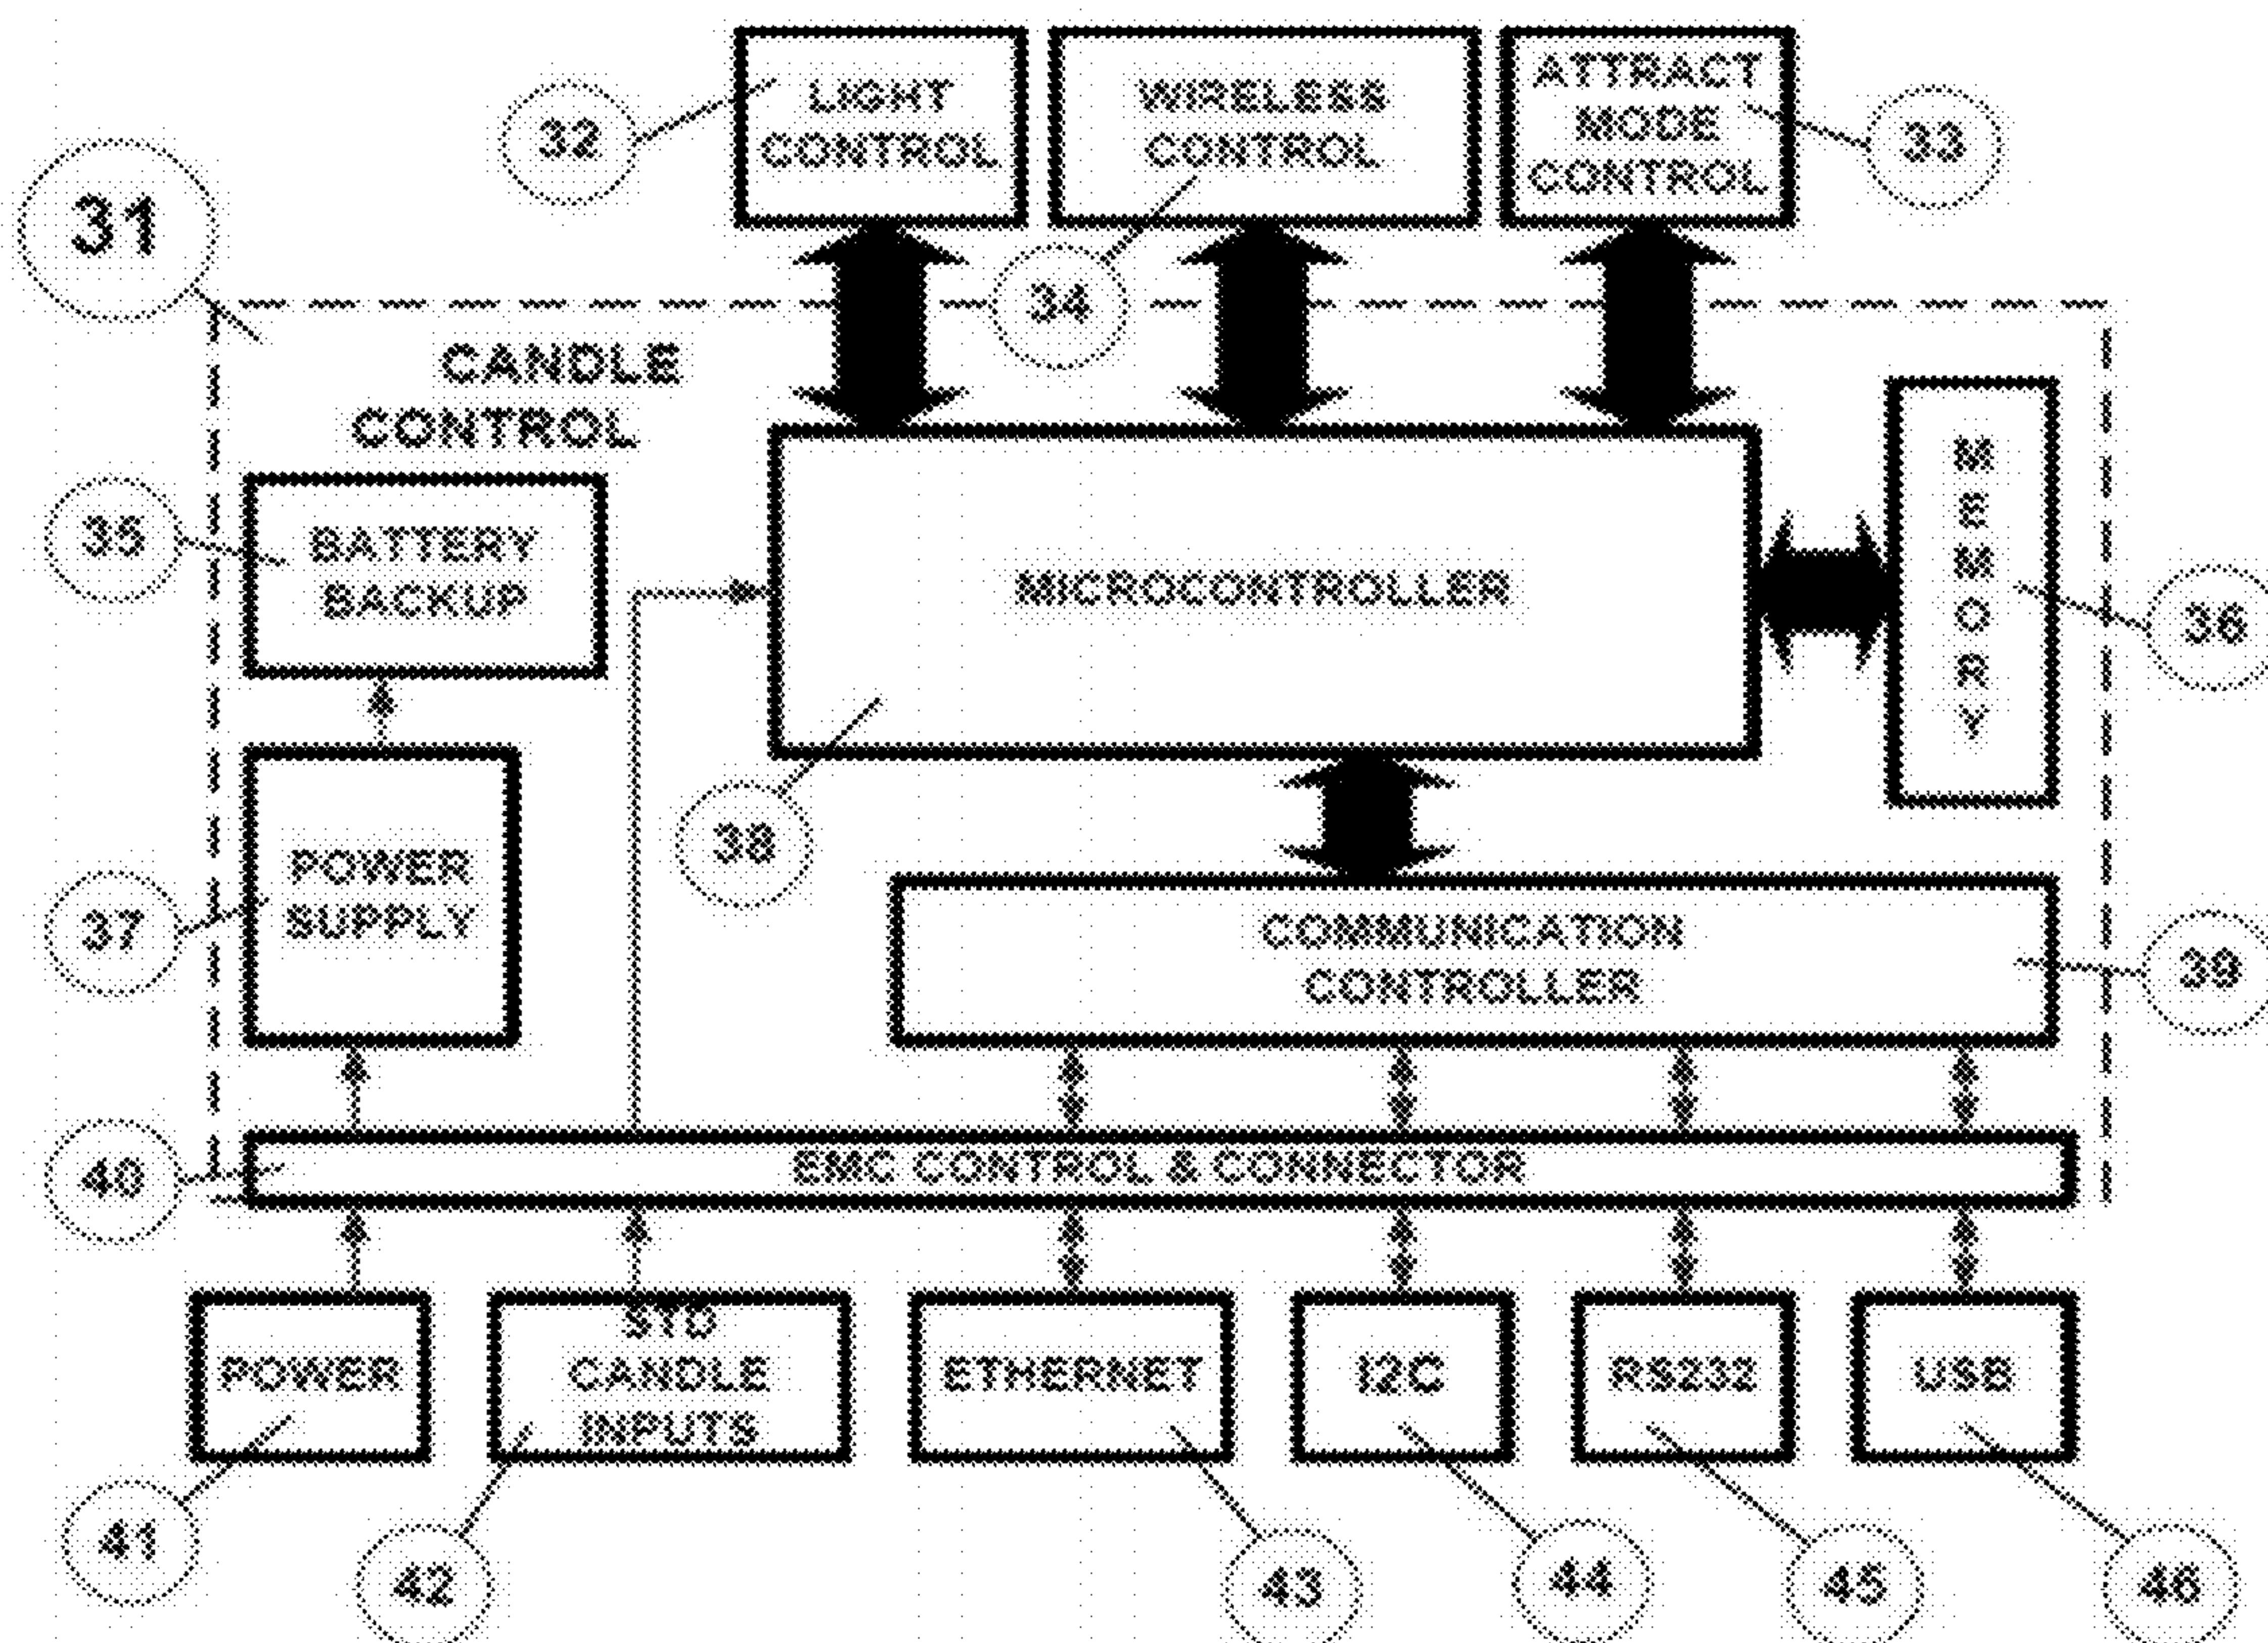 LIGHT
CONTROL
WIRELESS
CONTROL
ATTRACT
MODE
CONTROL
32
33
31
34
CANDLE
CONTROL
35
BATTERY
BACKUP
MICROCONTROLLER
M
E
M
O
R
Y
36
38
37
POWER
SUPPLY
COMMUNICATION
CONTROLLER
39
40
EMC CONTROL & CONNECTOR
POWER
STD
CANDLE
INPUTS
ETHERNET
I2C
RS232
USB
41
42
43
44
45
46